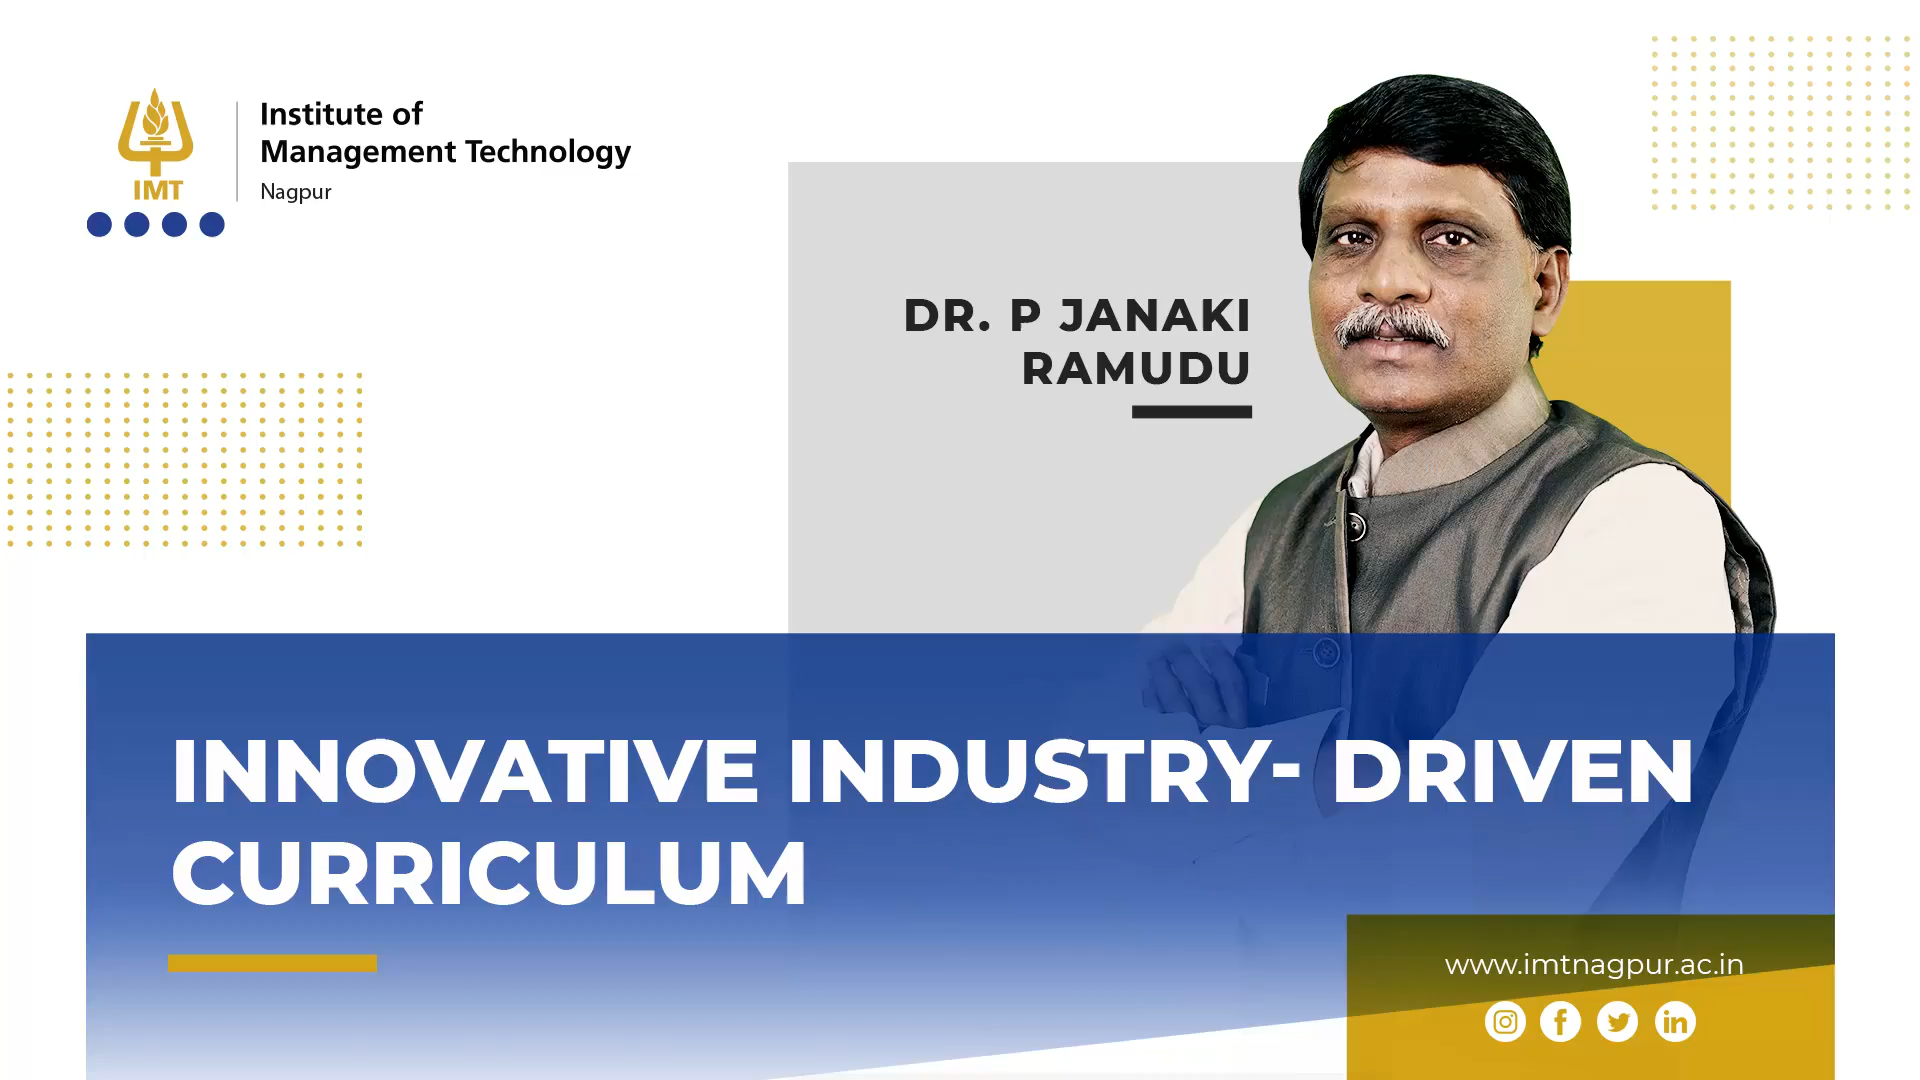 IMT
Institute of
Management Technology
Nagpur
DR. P JANAKI
RAMUDU
INNOVATIVE INDUSTRY- DRIVEN
CURRICULUM
www.imtnagpur.ac.in